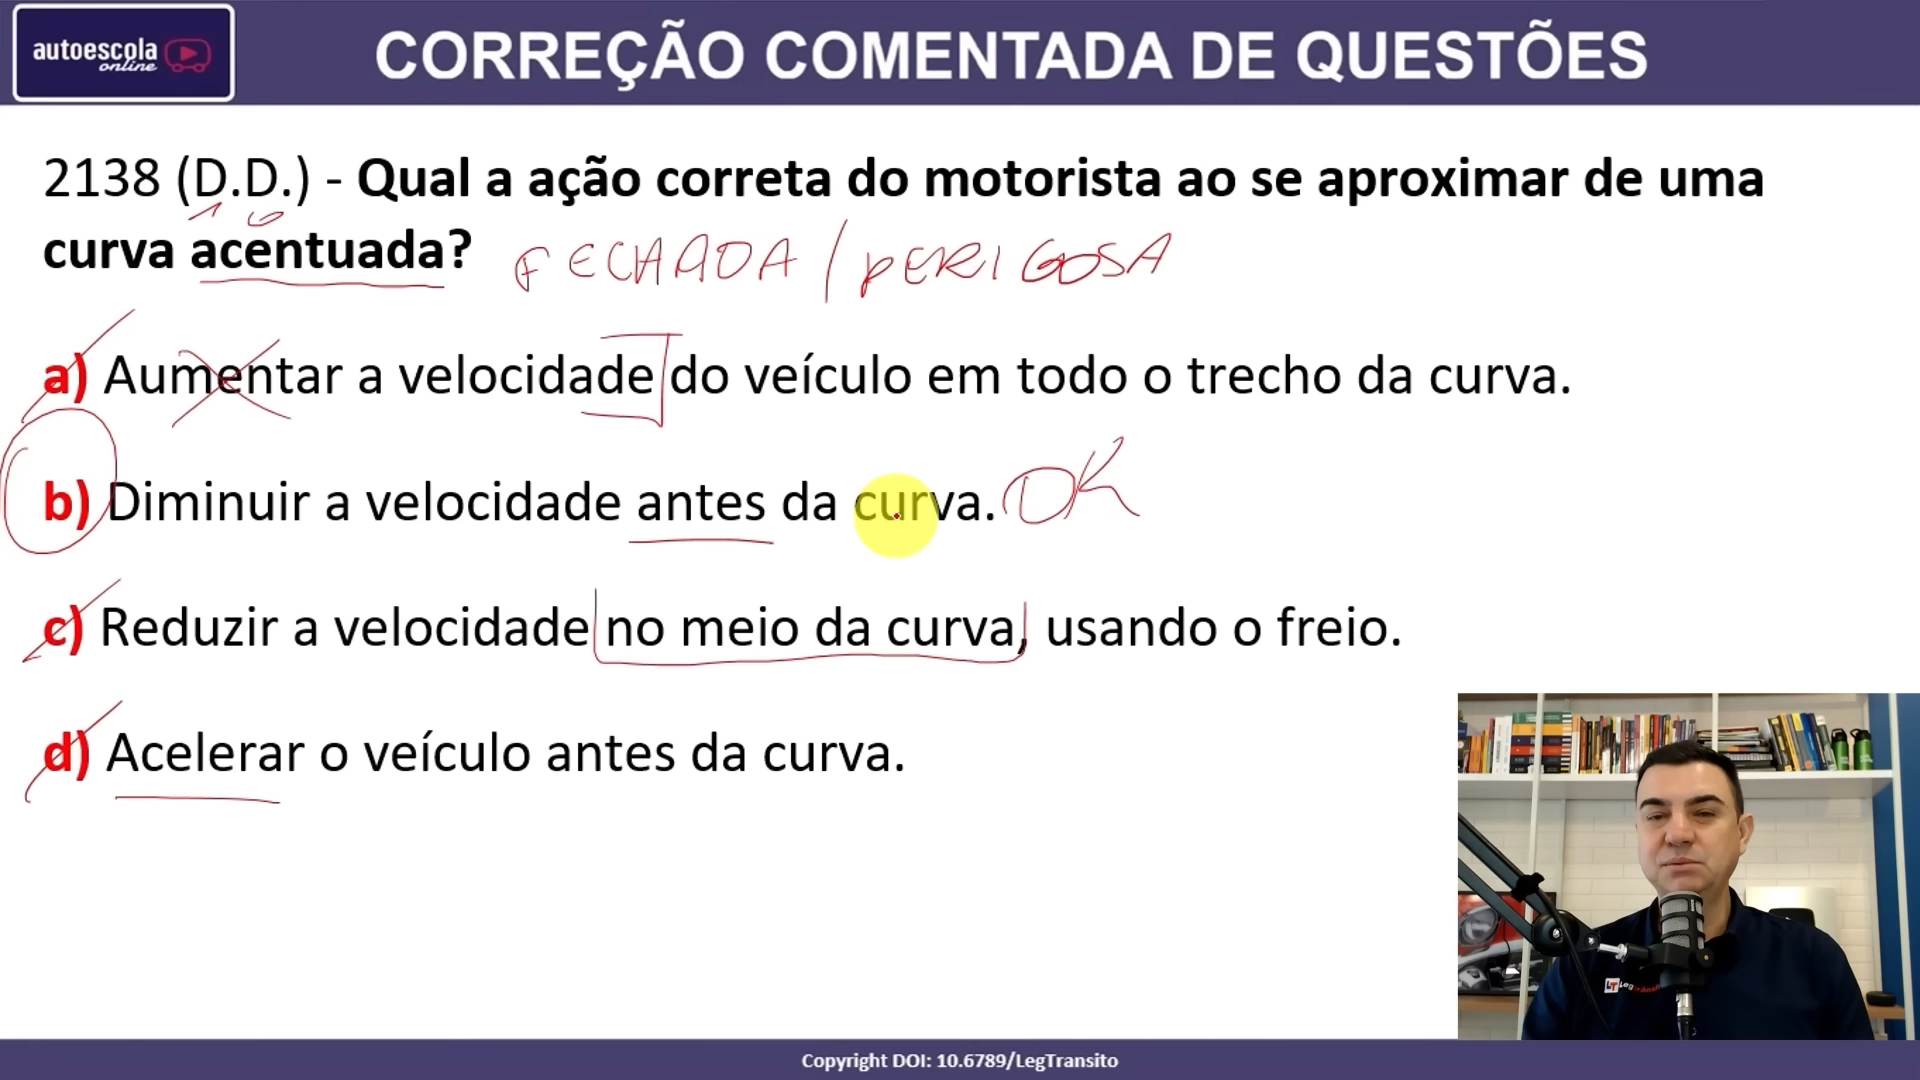 autoescola
online
CORREÇÃO COMENTADA DE QUESTÕES
2138 (D.D.) - Qual a ação correta do motorista ao se aproximar de uma
curva acentuada? FECHADA / PERIGOSA
a) Aumentar a velocidade do veículo em todo o trecho da curva.
b) Diminuir a velocidade antes da curva. OK
c) Reduzir a velocidade no meio da curva, usando o freio.
d) Acelerar o veículo antes da curva.
LT Leg
Copyright DOI: 10.6789/LegTransito